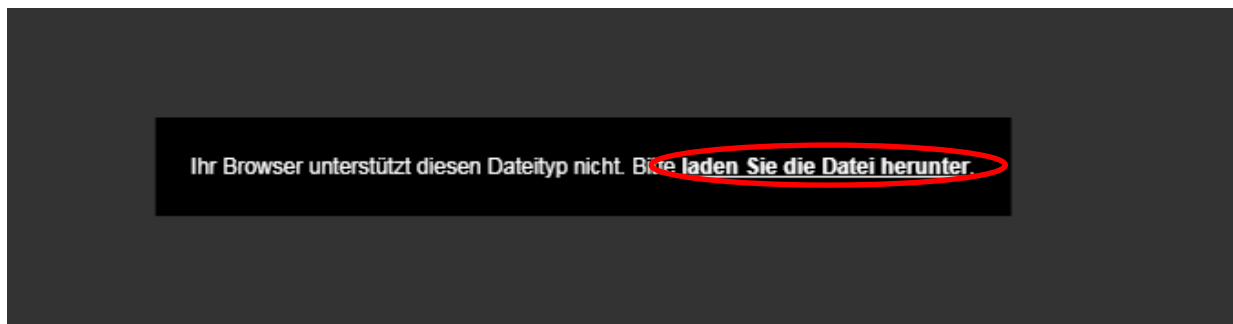 Ihr Browser unterstützt diesen Dateityp nicht. Bitte laden Sie die Datei herunter.